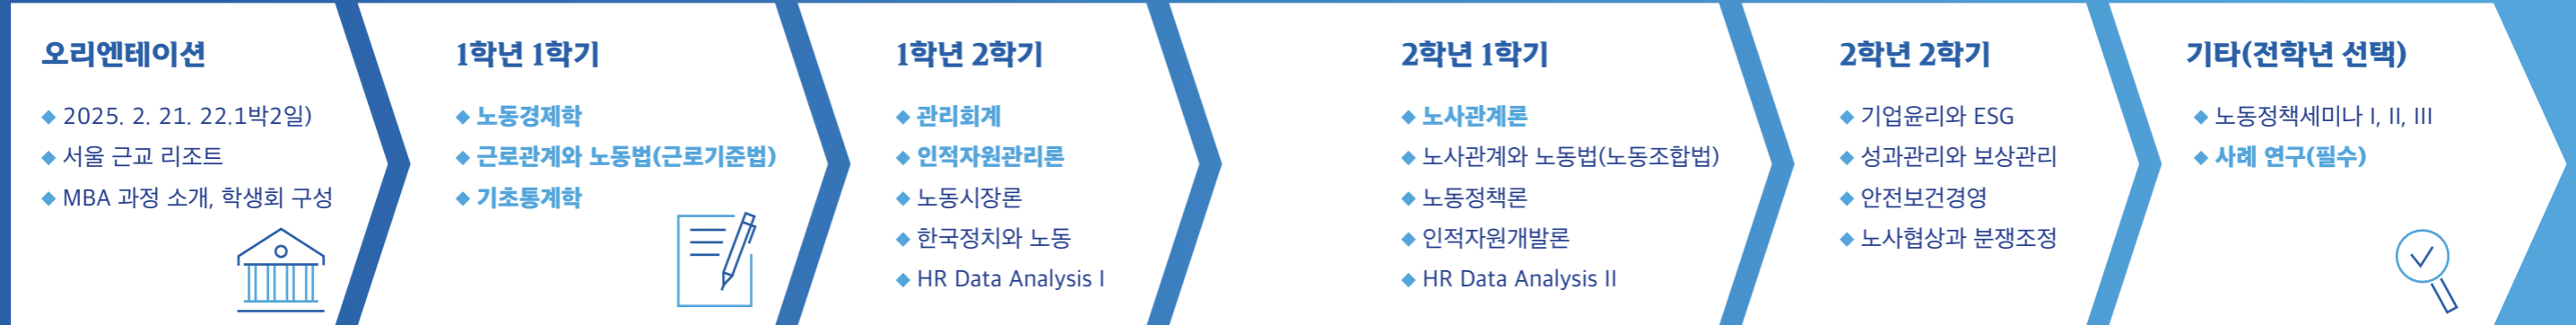 오리엔테이션
◆ 2025. 2. 21. 22.1박2일)
◆ 서울 근교 리조트
◆ MBA 과정 소개, 학생회 구성
1학년 1학기
◆ 노동경제학
◆ 근로관계와 노동법(근로기준법)
◆ 기초통계학
1학년 2학기
◆ 관리회계
◆ 인적자원관리론
◆ 노동시장론
◆ 한국정치와 노동
◆ HR Data Analysis I
2학년 1학기
◆ 노사관계론
◆ 노사관계와 노동법(노동조합법)
◆ 노동정책론
◆ 인적자원개발론
◆ HR Data Analysis II
2학년 2학기
◆ 기업윤리와 ESG
◆ 성과관리와 보상관리
◆ 안전보건경영
◆ 노사협상과 분쟁조정
기타(전학년 선택)
◆ 노동정책세미나 I, II, III
◆ 사례 연구(필수)